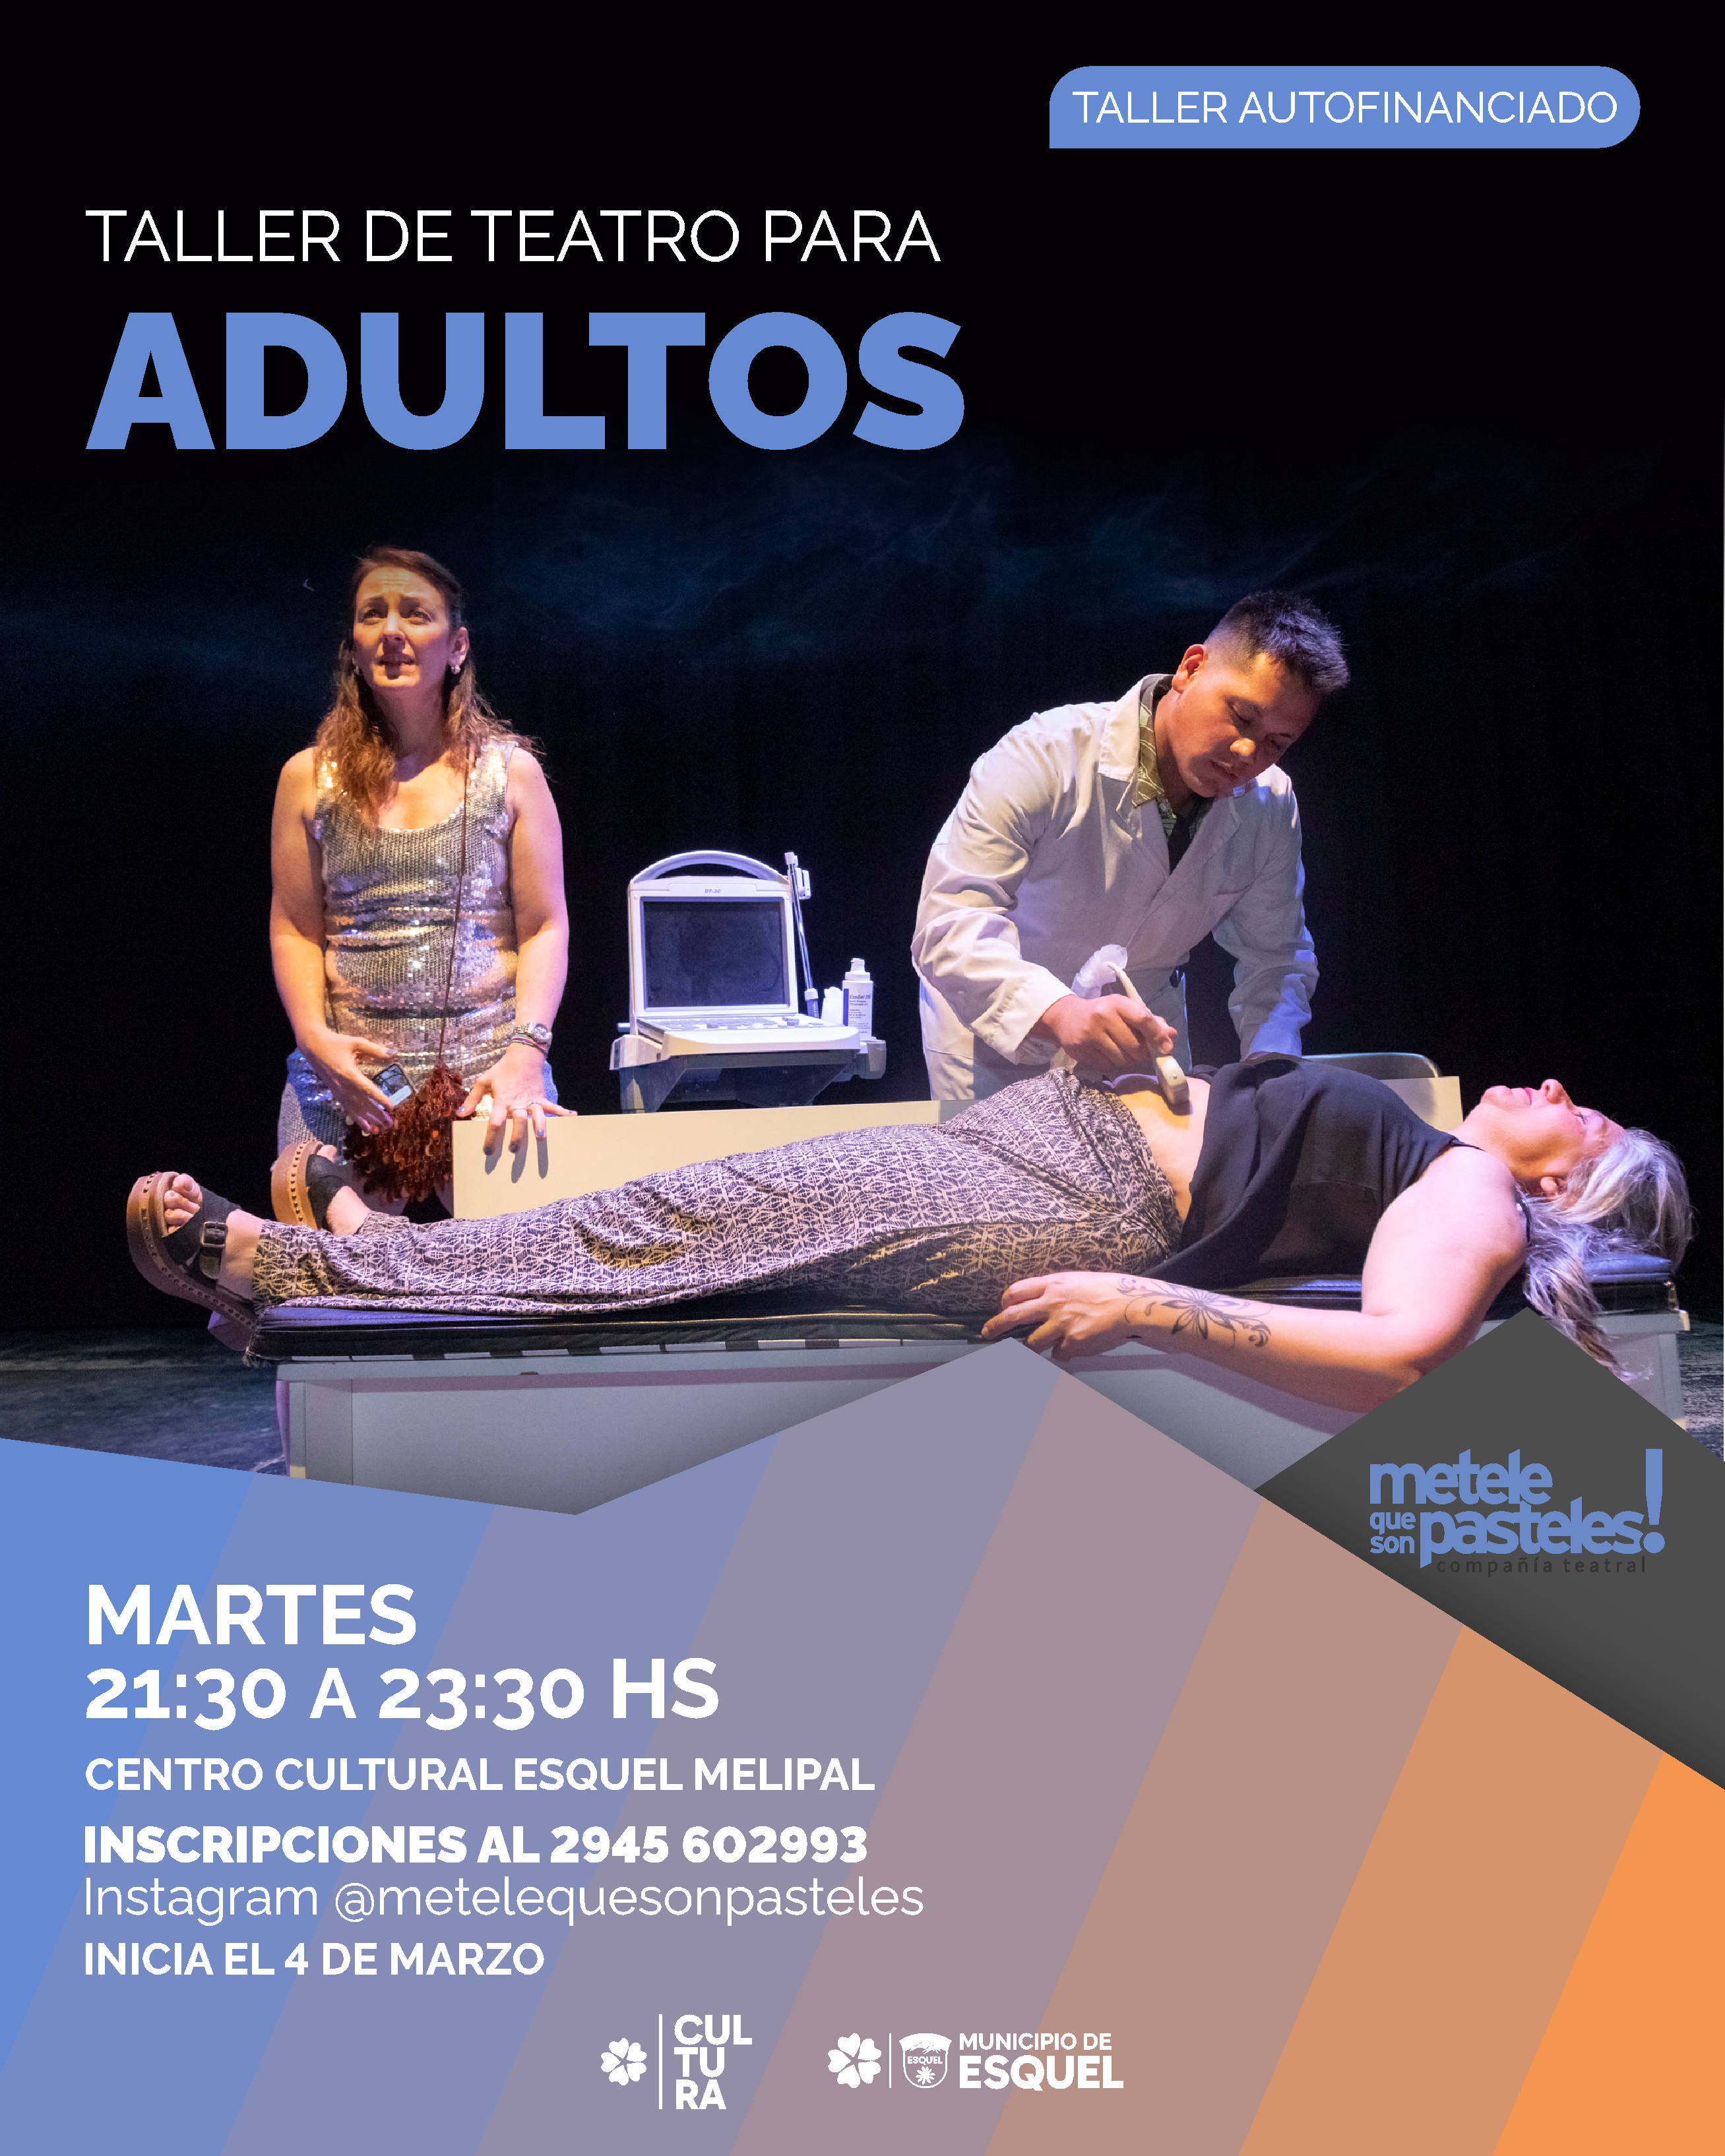 TALLER AUTOFINANCIADO
TALLER DE TEATRO PARA
ADULTOS
metele
que son pasteles!
compañía teatral
MARTES
21:30 A 23:30 HS
CENTRO CULTURAL ESQUEL MELIPAL
INSCRIPCIONES AL 2945 602993
Instagram @metelequesonpasteles
INICIA EL 4 DE MARZO
CUL
TU
RA
ESQUEL
MUNICIPIO DE
ESQUEL